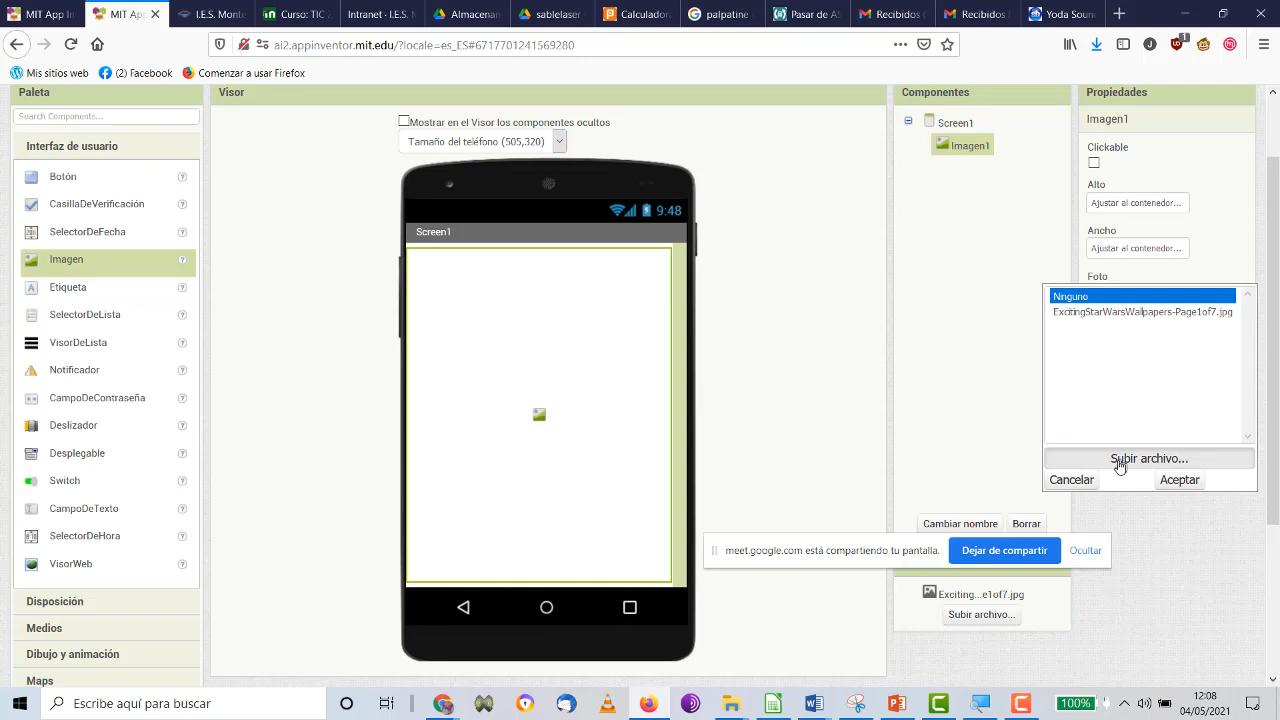 MIT App In
MIT App
I.E.S. Mont
Curso: TIC
Intranet - I.E.S. M
Almacena
sablelase
Calculado
palpatine
Pasar de AS
Recibidos (
Recibidos (
Yoda Soun
ai2.appinventor.mit.edu/?locale=es_ES#6717701241569280
Mis sitios web
(2) Facebook
Comenzar a usar Firefox
Paleta
Visor
Componentes
Propiedades
Search Components...
Mostrar en el Visor los componentes ocultos
Tamaño del teléfono (505,320)
Interfaz de usuario
Botón
CasillaDeVerificación
SelectorDeFecha
Imagen
Etiqueta
SelectorDeLista
VisorDeLista
Notificador
CampoDeContraseña
Deslizador
Desplegable
Switch
CampoDeTexto
SelectorDeHora
VisorWeb
Disposición
Medios
Dibujo y animación
Maps
9:48
Screen1
Screen1
Imagen1
Cambiar nombre
Borrar
Exciting...e1of7.jpg
Subir archivo...
Imagen1
Clickable
Alto
Ajustar al contenedor...
Ancho
Ajustar al contenedor...
Foto
Ninguno
ExcitingStarWarsWallpapers-Page1of7.jpg
Subir archivo...
Cancelar
Aceptar
meet.google.com está compartiendo tu pantalla.
Dejar de compartir
Ocultar
Escribe aquí para buscar
100%
12:08
04/05/2021